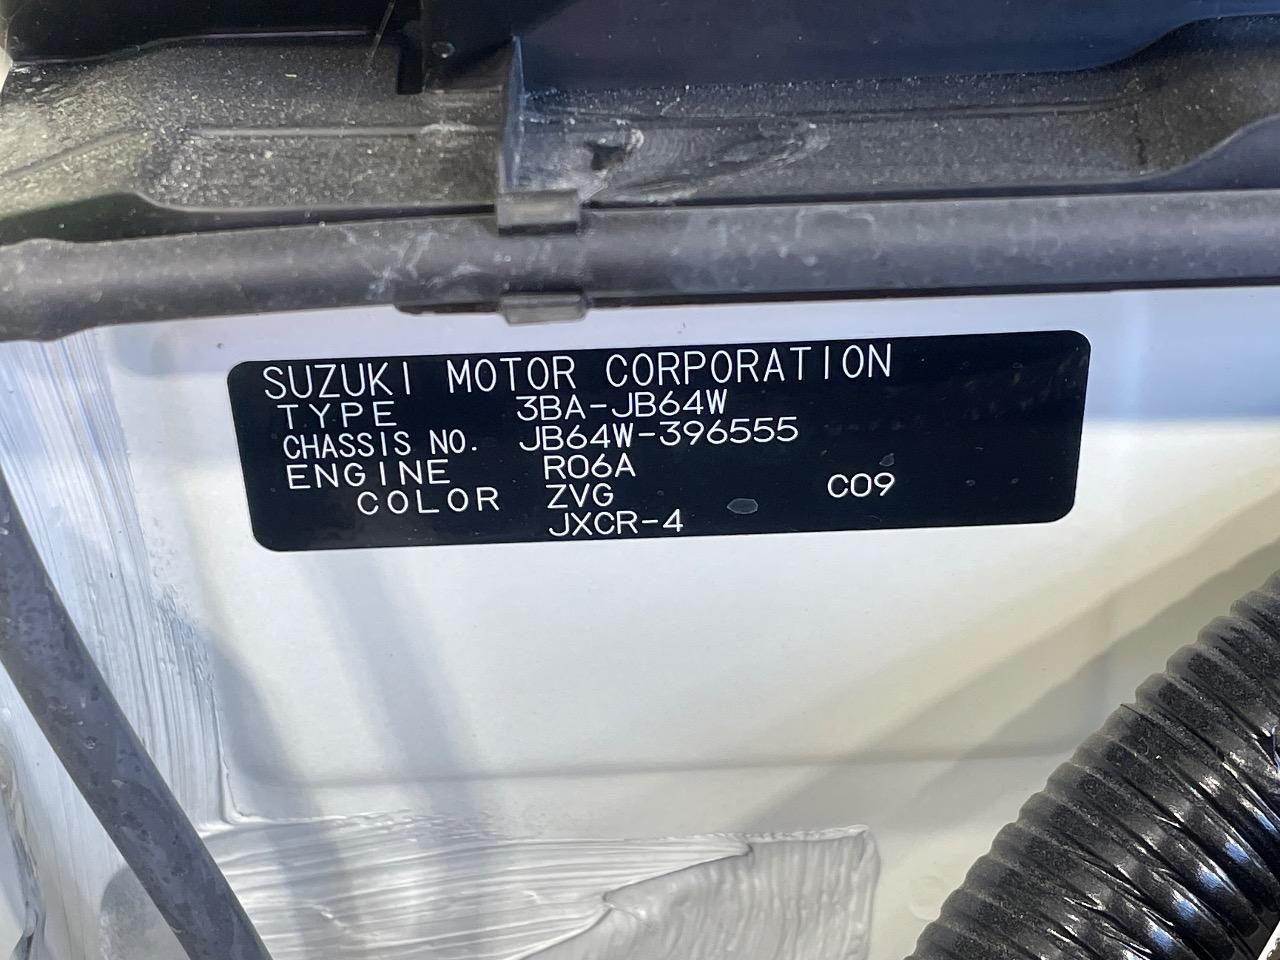 SUZUKI MOTOR CORPORATION
TYPE 3BA-JB64W
CHASSIS NO. JB64W-396555
ENGINE R06A
COLOR ZVG C09
JXCR-4